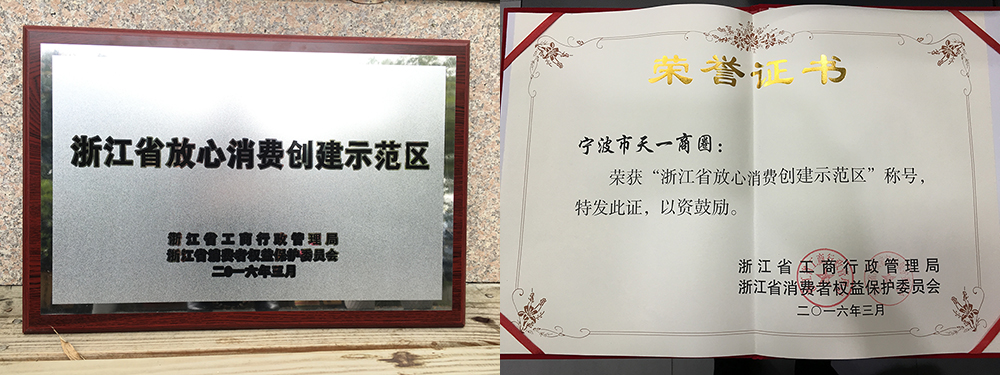 浙江省放心消费创建示范区
浙江省工商行政管理局
浙江省消费者权益保护委员会
二〇一六年三月
荣誉证书
宁波市天一商圈：
荣获“浙江省放心消费创建示范区”称号，
特发此证，以资鼓励。
浙江省工商行政管理局
浙江省消费者权益保护委员会
二〇一六年三月